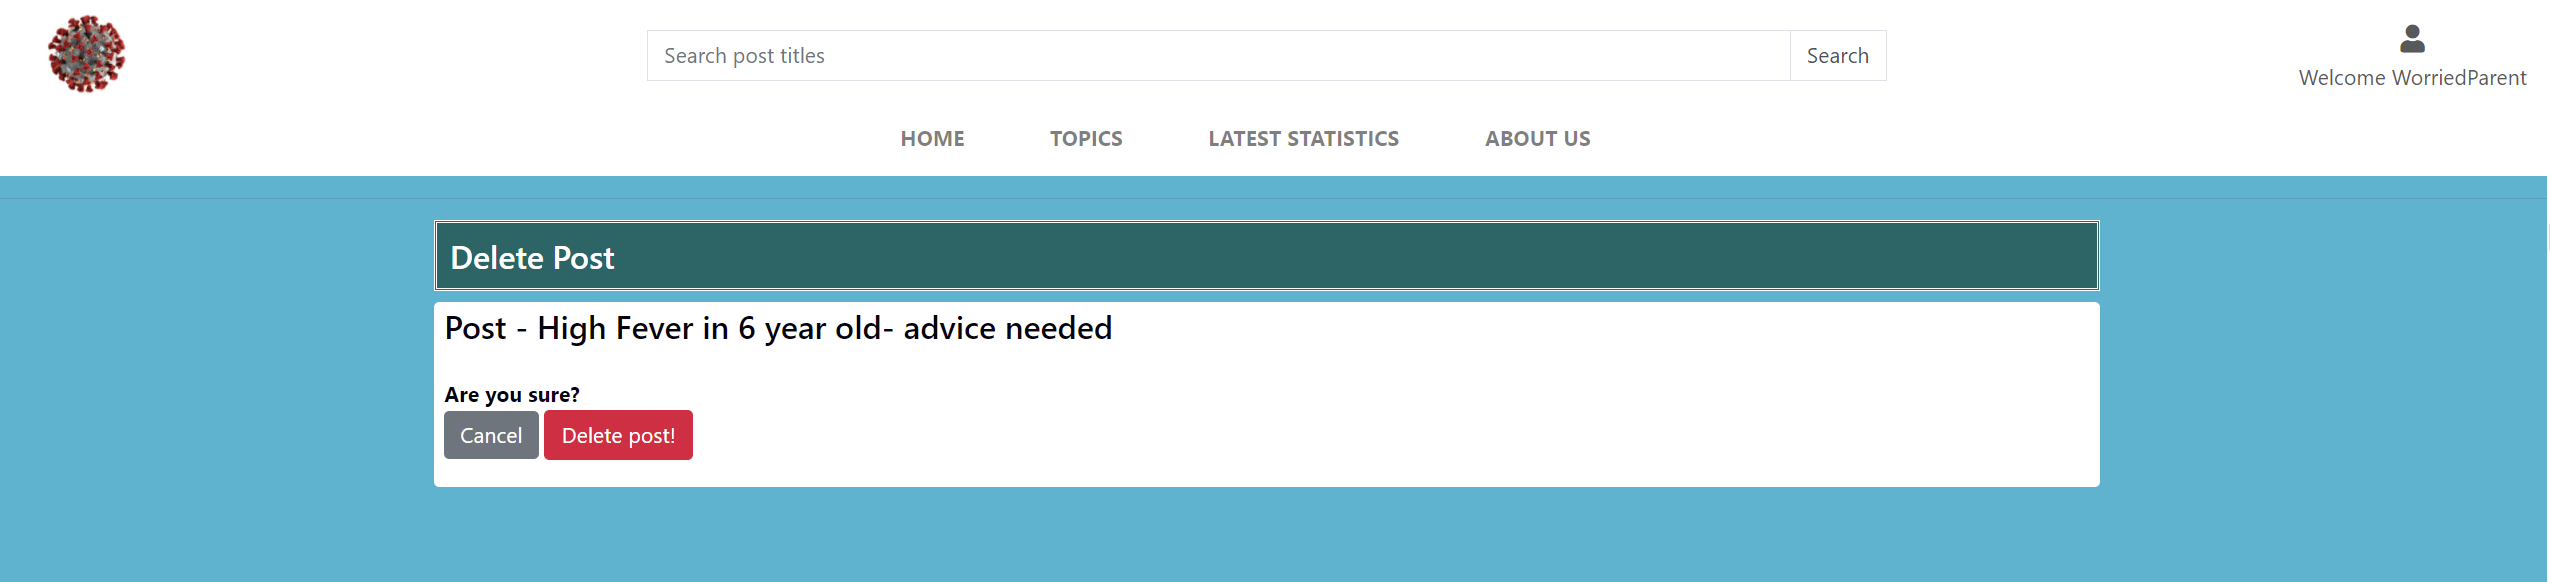 Search post titles
Search
Welcome WorriedParent
HOME TOPICS LATEST STATISTICS ABOUT US
Delete Post
Post - High Fever in 6 year old- advice needed
Are you sure?
Cancel Delete post!